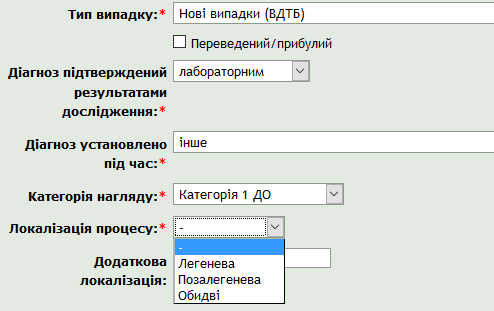 Тип випадку:* Нові випадки (ВДТБ)
Переведений/прибулий
Діагноз підтверджений лабораторним
результатами
дослідження:*
Діагноз установлено інше
під час:*
Категорія нагляду:* Категорія 1 ДО
Локалізація процесу:* -
-
Легенева
Додаткова Позалегенева
локалізація: Обидві